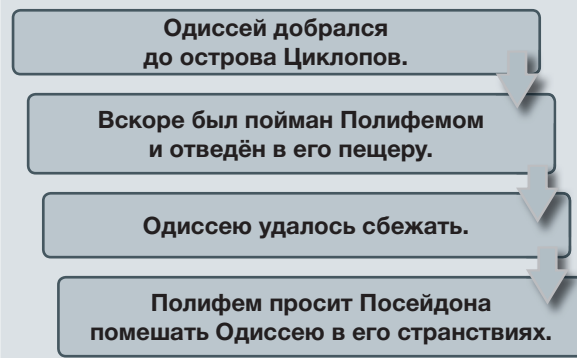 Одиссей добрался
до острова Циклопов.
Вскоре был пойман Полифемом
и отведён в его пещеру.
Одиссею удалось сбежать.
Полифем просит Посейдона
помешать Одиссею в его странствиях.